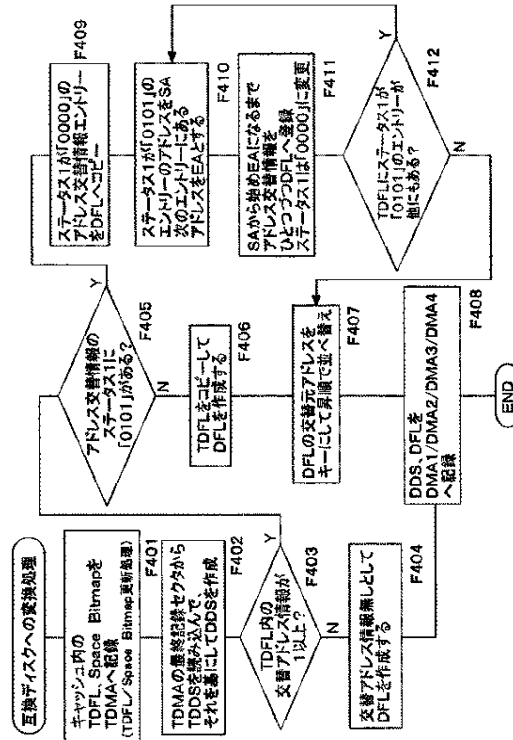 互換ディスクへの変換処理
キャッシュ内の
TDFL, Space Bitmapを
TDMAへ記録
(TDFL/Space Bitmap更新処理)
F401
TDMAの最終記録セクタから
TDDSを読み込んで、
それを基にしてDDSを作成
F402
TDFL内の
交替アドレス情報が
1以上?
F403
Y
N
交替アドレス情報無しとして
DFLを作成する
F404
アドレス交替情報の
ステータス1に
「0101」がある?
F405
Y
N
TDFLをコピーして
DFLを作成する
F406
DFLの交替元アドレスを
キーにして昇順で並べ替え
F407
DDS、DFLを
DMA1/DMA2/DMA3/DMA4
へ記録
F408
END
ステータス1が「0000」の
アドレス交替情報エントリー
をDFLへコピー
F409
ステータス1が「0101」の
エントリーのアドレスをSA
次のエントリーにある
アドレスをEAとする
F410
SAから始めEAになるまで
アドレス交替情報を
ひとつづつDFLへ登録
ステータス1は「0000」に変更
F411
TDFLにステータス1が
「0101」のエントリーが
他にもある?
F412
Y
N